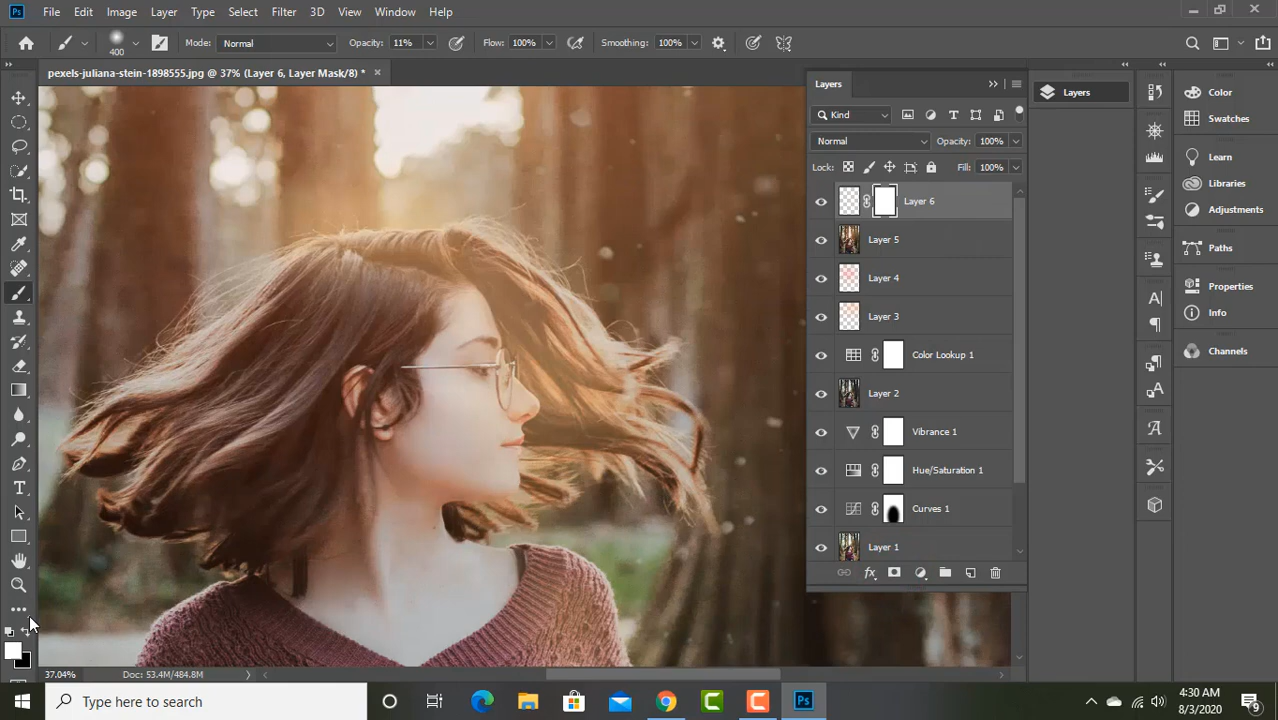 Ps File Edit Image Layer Type Select Filter 3D View Window Help
400 Mode: Normal Opacity: 11% Flow: 100% Smoothing: 100%
pexels-juliana-stein-1898555.jpg @ 37% (Layer 6, Layer Mask/8) * ×
Layers
Kind
Normal Opacity: 100%
Lock: Fill: 100%
Layer 6
Layer 5
Layer 4
Layer 3
Color Lookup 1
Layer 2
Vibrance 1
Hue/Saturation 1
Curves 1
Layer 1
fx
Layers
Color
Swatches
Learn
Libraries
Adjustments
Paths
Properties
Info
Channels
37.04% Doc: 53.4M/484.8M
Type here to search
Ps
4:30 AM
8/3/2020
9